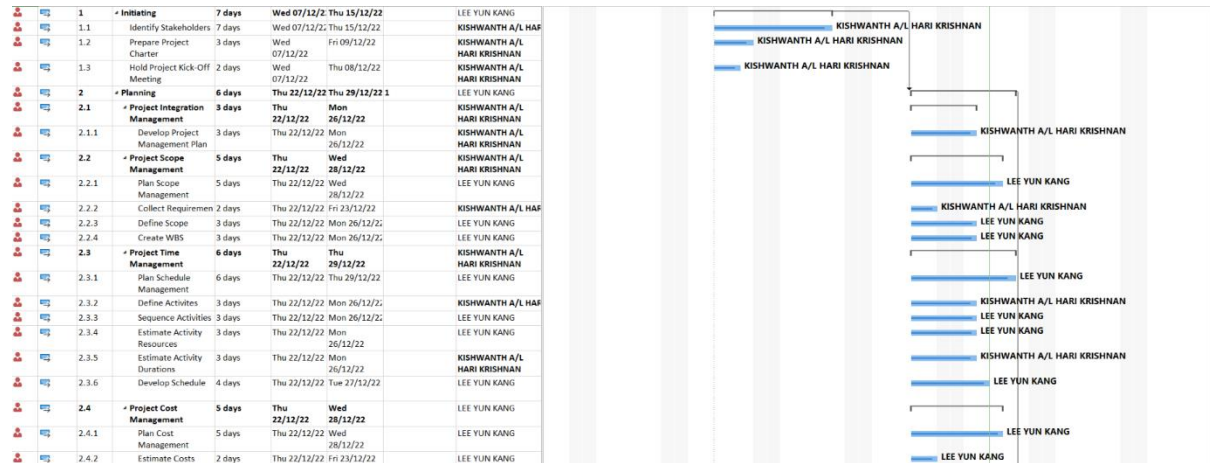 1 Initiating 7 days Wed 07/12/2 Thu 15/12/22 LEE YUN KANG
KISHWANTH A/L HARI KRISHNAN
1.1 Identify Stakeholders 7 days Wed 07/12/2 Thu 15/12/22 KISHWANTH A/L HAR
1.2 Prepare Project 3 days Wed Fri 09/12/22 KISHWANTH A/L
Charter 07/12/22 HARI KRISHNAN
KISHWANTH A/L HARI KRISHNAN
1.3 Hold Project Kick-Off 2 days Wed Thu 08/12/22 KISHWANTH A/L
Meeting 07/12/22 HARI KRISHNAN
KISHWANTH A/L HARI KRISHNAN
2 Planning 6 days Thu 22/12/22 Thu 29/12/22 1 LEE YUN KANG
2.1 Project Integration 3 days Thu Mon KISHWANTH A/L
Management 22/12/22 26/12/22 HARI KRISHNAN
2.1.1 Develop Project 3 days Thu 22/12/22 Mon KISHWANTH A/L
Management Plan 26/12/22 HARI KRISHNAN
KISHWANTH A/L HARI KRISHNAN
2.2 Project Scope 5 days Thu Wed KISHWANTH A/L
Management 22/12/22 28/12/22 HARI KRISHNAN
2.2.1 Plan Scope 5 days Thu 22/12/22 Wed LEE YUN KANG
Management 28/12/22
LEE YUN KANG
2.2.2 Collect Requiremen 2 days Thu 22/12/22 Fri 23/12/22 KISHWANTH A/L HAR
KISHWANTH A/L HARI KRISHNAN
2.2.3 Define Scope 3 days Thu 22/12/22 Mon 26/12/22 LEE YUN KANG
LEE YUN KANG
2.2.4 Create WBS 3 days Thu 22/12/22 Mon 26/12/22 LEE YUN KANG
LEE YUN KANG
2.3 Project Time 6 days Thu Thu KISHWANTH A/L
Management 22/12/22 29/12/22 HARI KRISHNAN
2.3.1 Plan Schedule 6 days Thu 22/12/22 Thu 29/12/22 LEE YUN KANG
Management
LEE YUN KANG
2.3.2 Define Activites 3 days Thu 22/12/22 Mon 26/12/22 KISHWANTH A/L HAR
KISHWANTH A/L HARI KRISHNAN
2.3.3 Sequence Activities 3 days Thu 22/12/22 Mon 26/12/22 LEE YUN KANG
LEE YUN KANG
2.3.4 Estimate Activity 3 days Thu 22/12/22 Mon LEE YUN KANG
Resources 26/12/22
LEE YUN KANG
2.3.5 Estimate Activity 3 days Thu 22/12/22 Mon KISHWANTH A/L
Durations 26/12/22 HARI KRISHNAN
KISHWANTH A/L HARI KRISHNAN
2.3.6 Develop Schedule 4 days Thu 22/12/22 Tue 27/12/22 LEE YUN KANG
LEE YUN KANG
2.4 Project Cost 5 days Thu Wed LEE YUN KANG
Management 22/12/22 28/12/22
2.4.1 Plan Cost 5 days Thu 22/12/22 Wed LEE YUN KANG
Management 28/12/22
LEE YUN KANG
2.4.2 Estimate Costs 2 days Thu 22/12/22 Fri 23/12/22 LEE YUN KANG
LEE YUN KANG